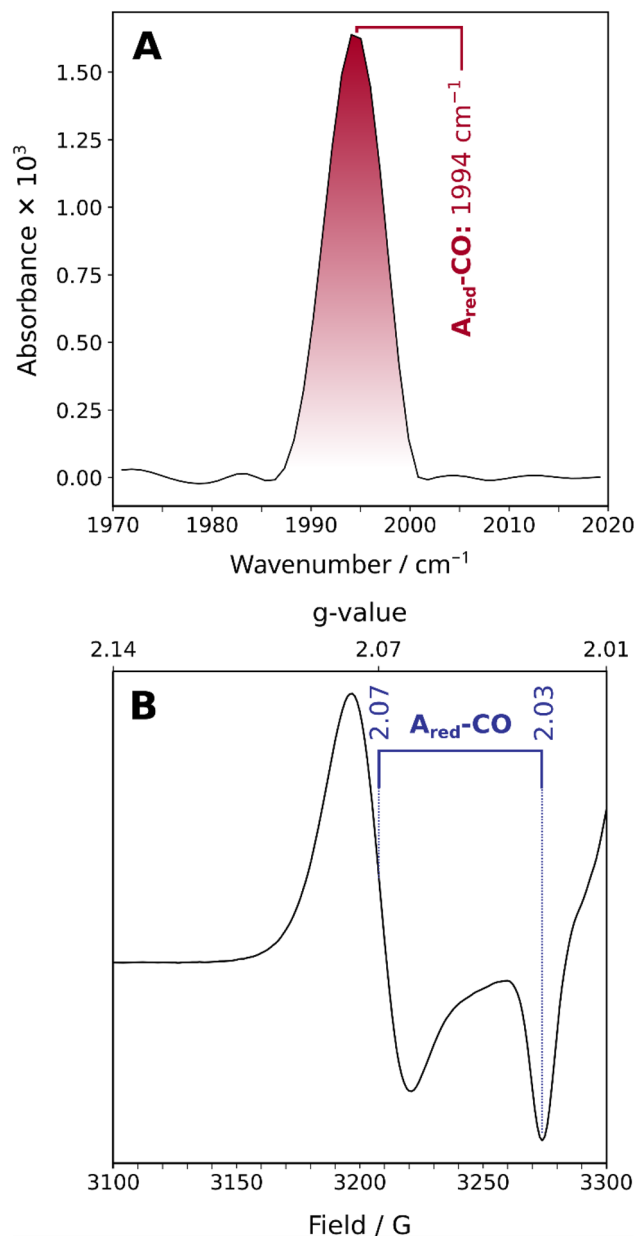 A
1.50
1.25
1.00
0.75
0.50
0.25
0.00
Absorbance × 10³
A_red-CO: 1994 cm⁻¹
1970 1980 1990 2000 2010 2020
Wavenumber / cm⁻¹
g-value
2.14 2.07 2.01
B
2.07 A_red-CO 2.03
3100 3150 3200 3250 3300
Field / G